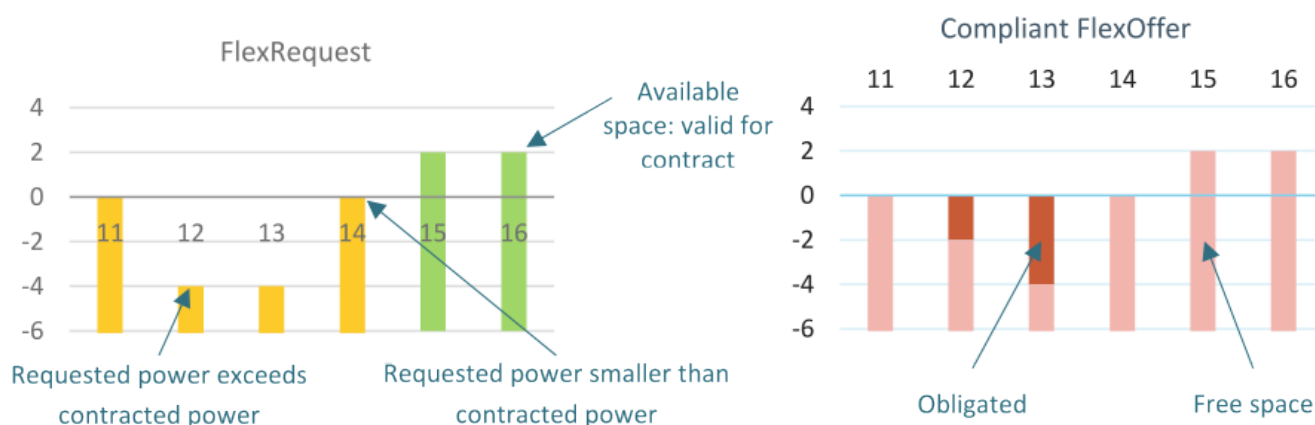 FlexRequest
4
2
0
-2
-4
-6
11 12 13 14 15 16
Available
space: valid for
contract
Requested power exceeds
contracted power
Requested power smaller than
contracted power
Compliant FlexOffer
11 12 13 14 15 16
4
2
0
-2
-4
-6
Obligated
Free space